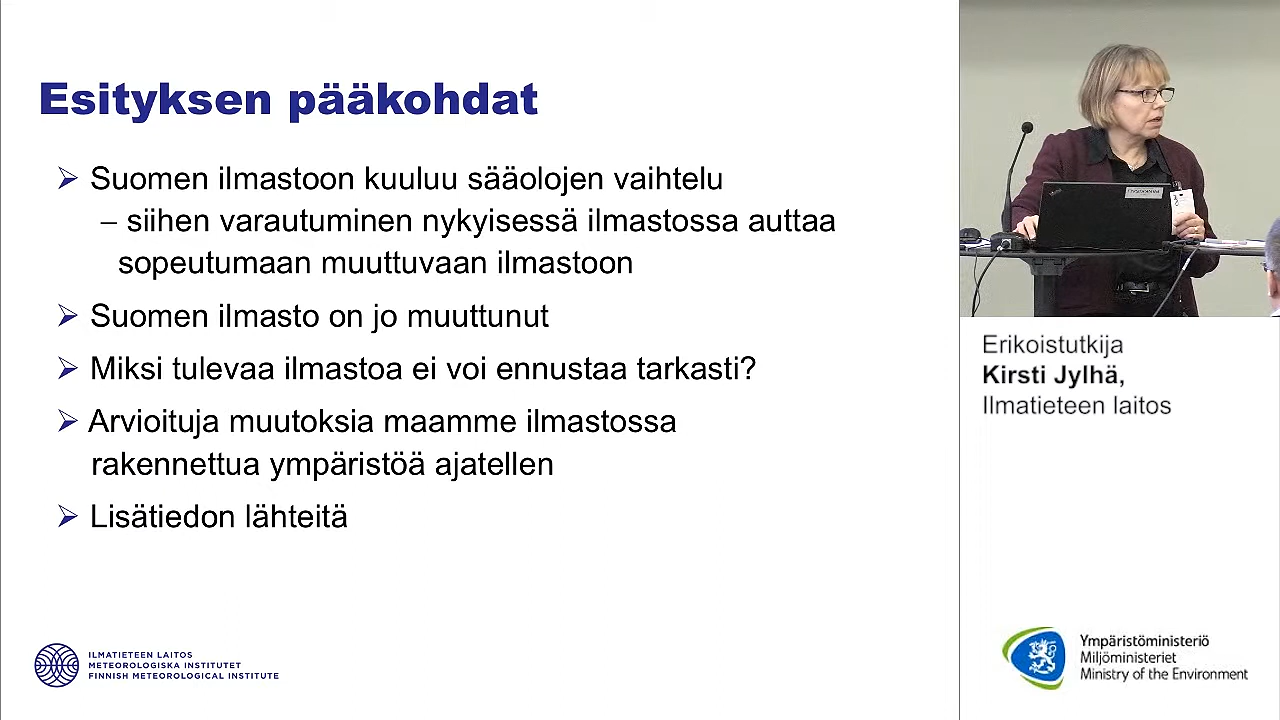 Esityksen pääkohdat
➢ Suomen ilmastoon kuuluu sääolojen vaihtelu
– siihen varautuminen nykyisessä ilmastossa auttaa
sopeutumaan muuttuvaan ilmastoon
➢ Suomen ilmasto on jo muuttunut
➢ Miksi tulevaa ilmastoa ei voi ennustaa tarkasti?
➢ Arvioituja muutoksia maamme ilmastossa
rakennettua ympäristöä ajatellen
➢ Lisätiedon lähteitä
ILMATIETEEN LAITOS
METEOROLOGISKA INSTITUTET
FINNISH METEOROLOGICAL INSTITUTE
Erikoistutkija
Kirsti Jylhä,
Ilmatieteen laitos
Ympäristöministeriö
Miljöministeriet
Ministry of the Environment